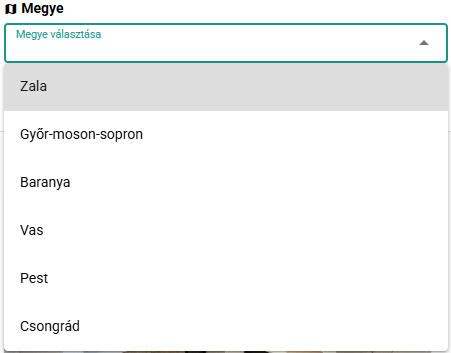 Megye
Megye választása
Zala
Győr-moson-sopron
Baranya
Vas
Pest
Csongrád